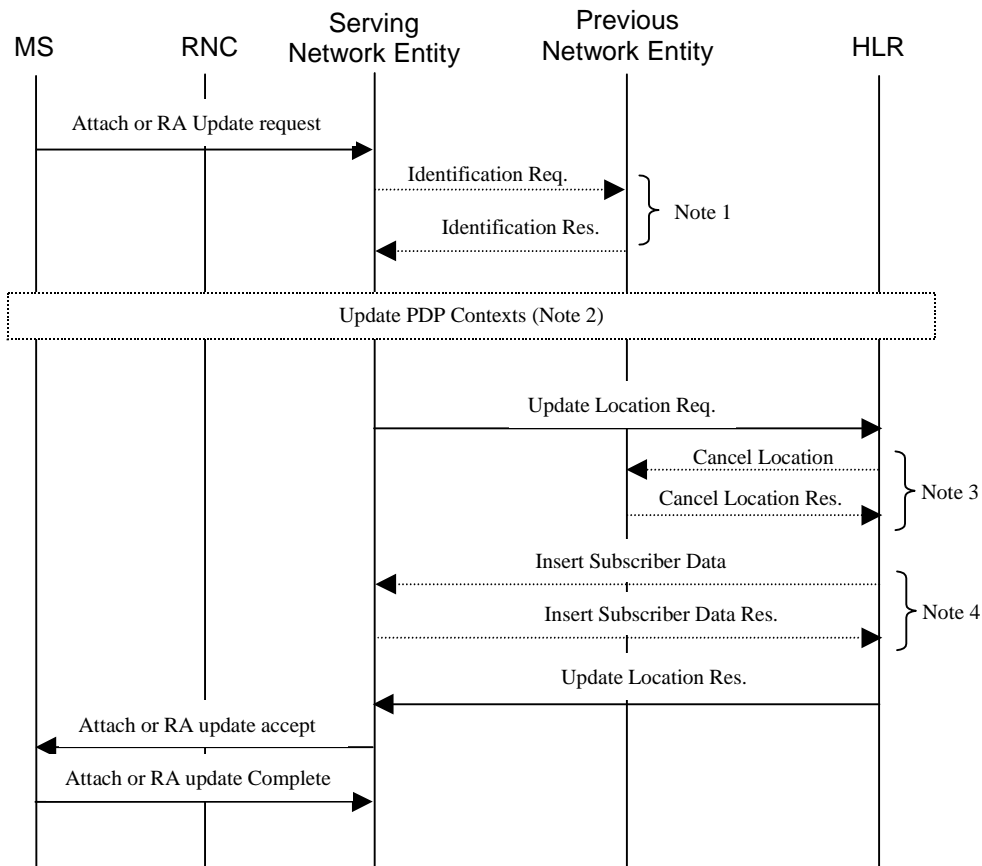 MS
RNC
Serving
Network Entity
Previous
Network Entity
HLR
Attach or RA Update request
Identification Req.
Note 1
Identification Res.
Update PDP Contexts (Note 2)
Update Location Req.
Cancel Location
Note 3
Cancel Location Res.
Insert Subscriber Data
Note 4
Insert Subscriber Data Res.
Update Location Res.
Attach or RA update accept
Attach or RA update Complete